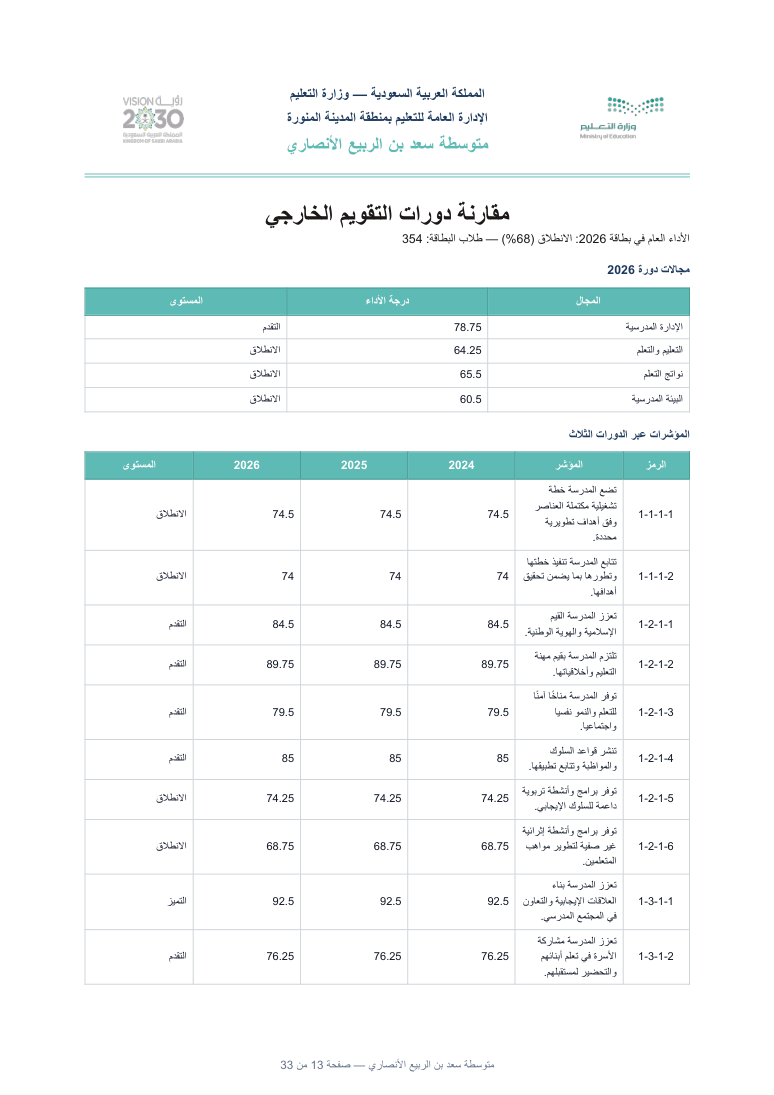 رؤيــة VISION
2030
المملكة العربية السعودية
KINGDOM OF SAUDI ARABIA
المملكة العربية السعودية — وزارة التعليم
الإدارة العامة للتعليم بمنطقة المدينة المنورة
متوسطة سعد بن الربيع الأنصاري
وزارة التعـليم
Ministry of Education
مقارنة دورات التقويم الخارجي
الأداء العام في بطاقة 2026: الانطلاق (68%) — طلاب البطاقة: 354
مجالات دورة 2026
المجال درجة الأداء المستوى
الإدارة المدرسية 78.75 التقدم
التعليم والتعلم 64.25 الانطلاق
نواتج التعلم 65.5 الانطلاق
البيئة المدرسية 60.5 الانطلاق
المؤشرات عبر الدورات الثلاث
الرمز المؤشر 2024 2025 2026 المستوى
1-1-1-1 تضع المدرسة خطة
تشغيلية مكتملة العناصر
وفق أهداف تطويرية
محددة. 74.5 74.5 74.5 الانطلاق
1-1-1-2 تتابع المدرسة تنفيذ خطتها
وتطورها بما يضمن تحقيق
أهدافها. 74 74 74 الانطلاق
1-2-1-1 تعزز المدرسة القيم
الإسلامية والهوية الوطنية. 84.5 84.5 84.5 التقدم
1-2-1-2 تلتزم المدرسة بقيم مهنة
التعليم وأخلاقياتها. 89.75 89.75 89.75 التقدم
1-2-1-3 توفر المدرسة مناخًا آمنًا
للتعلم والنمو نفسيا
واجتماعيا. 79.5 79.5 79.5 التقدم
1-2-1-4 تنشر قواعد السلوك
والمواظبة وتتابع تطبيقها. 85 85 85 التقدم
1-2-1-5 توفر برامج وأنشطة تربوية
داعمة للسلوك الإيجابي. 74.25 74.25 74.25 الانطلاق
1-2-1-6 توفر برامج وأنشطة إثرائية
غير صفية لتطوير مواهب
المتعلمين. 68.75 68.75 68.75 الانطلاق
1-3-1-1 تعزز المدرسة بناء
العلاقات الإيجابية والتعاون
في المجتمع المدرسي. 92.5 92.5 92.5 التميز
1-3-1-2 تعزز المدرسة مشاركة
الأسرة في تعلم أبنائهم
والتحضير لمستقبلهم. 76.25 76.25 76.25 التقدم
متوسطة سعد بن الربيع الأنصاري — صفحة 13 من 33